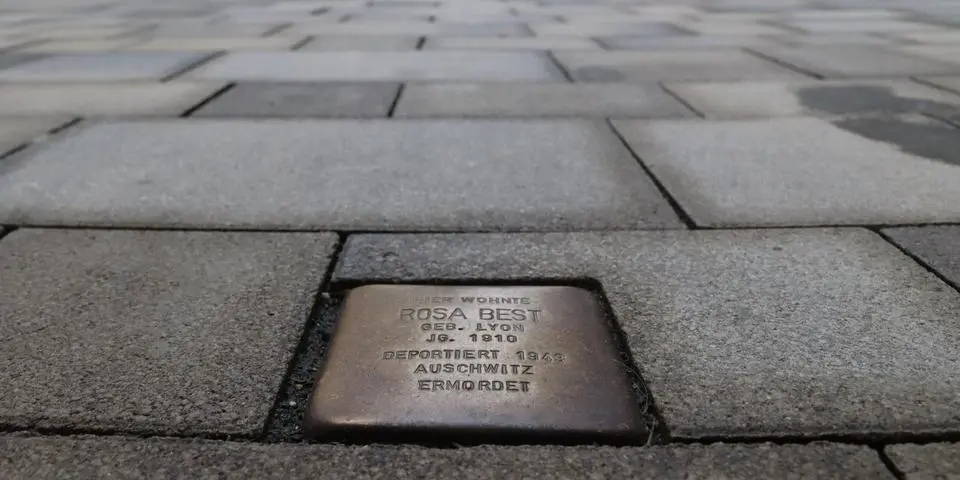 HIER WOHNTE
ROSA BEST
GEB. LYON
JG. 1910
DEPORTIERT 1943
AUSCHWITZ
ERMORDET